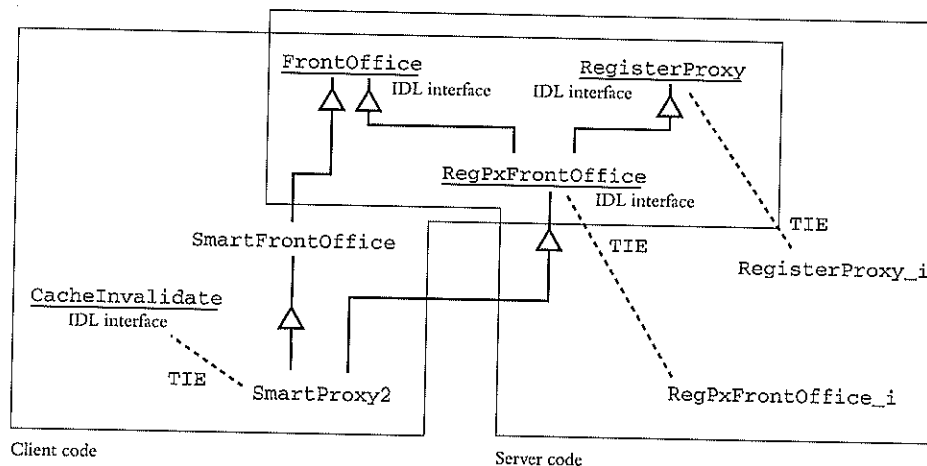 FrontOffice
IDL interface
RegisterProxy
IDL interface
RegPxFrontOffice
IDL interface
SmartFrontOffice
TIE
TIE
RegisterProxy_i
CacheInvalidate
IDL interface
TIE
SmartProxy2
RegPxFrontOffice_i
Client code
Server code